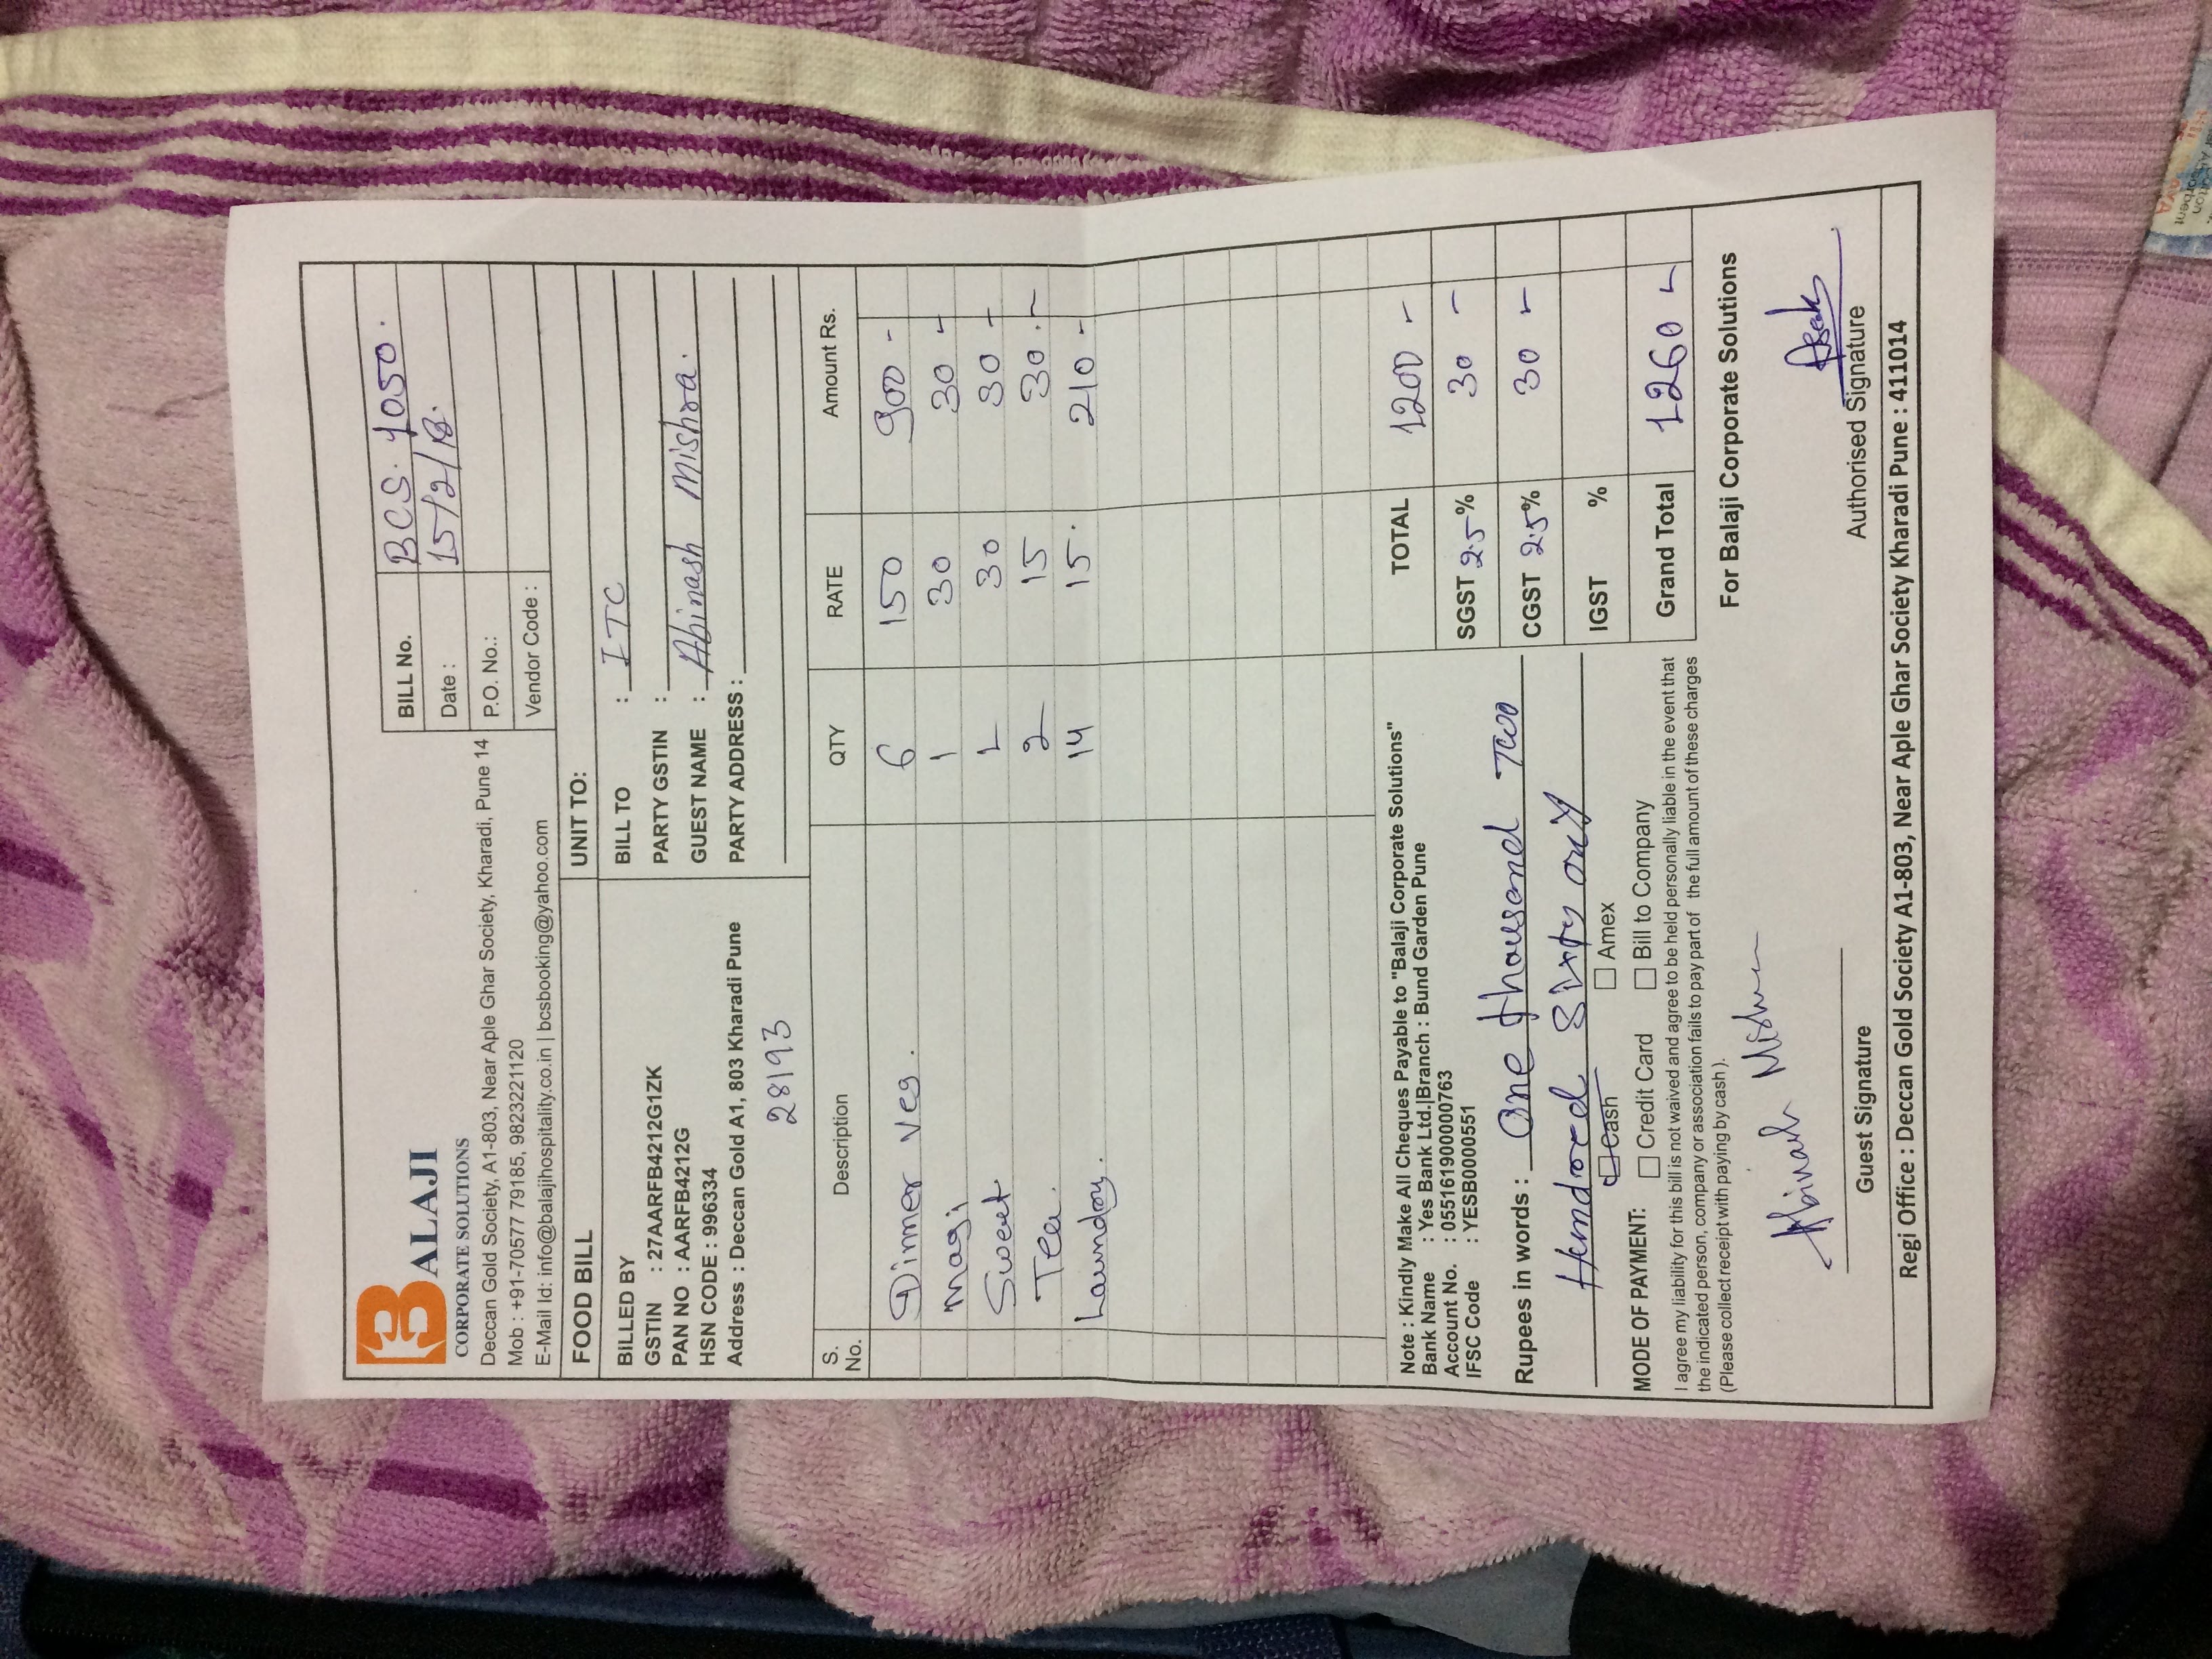 BALAJI
CORPORATE SOLUTIONS
Deccan Gold Society, A1-803, Near Aple Ghar Society, Kharadi, Pune 14
Mob : +91-70577 79185, 9823221120
E-Mail Id: info@balajihospitality.co.in | bcsbooking@yahoo.com
BILL No. BCS. 1050.
Date : 15/2/18.
P.O. No.:
Vendor Code :
FOOD BILL
UNIT TO:
BILLED BY
GSTIN : 27AARFB4212G1ZK
PAN NO : AARFB4212G
HSN CODE : 996334
Address : Deccan Gold A1, 803 Kharadi Pune
28193
BILL TO : ITC
PARTY GSTIN :
GUEST NAME : Abinash Mishra.
PARTY ADDRESS :
S. No. Description QTY RATE Amount Rs.
Dinner veg. 6 150 900 -
Magi 1 30 30 -
Sweet 1 30 30 -
Tea. 2 15 30 . -
Laundry. 14 15. 210 -
Note : Kindly Make All Cheques Payable to "Balaji Corporate Solutions"
Bank Name : Yes Bank Ltd.|Branch : Bund Garden Pune
Account No. : 055161900000763
IFSC Code : YESB0000551
Rupees in words : One thousand Two
Hundred Sixty only
TOTAL 1200 -
SGST 2.5% 30 -
CGST 2.5% 30 -
IGST %
Grand Total 1260 -
Cash Amex
MODE OF PAYMENT: Credit Card Bill to Company
I agree my liability for this bill is not waived and agree to be held personally liable in the event that
the indicated person, company or association fails to pay part of the full amount of these charges
(Please collect receipt with paying by cash ).
For Balaji Corporate Solutions
Abinash Mishra
Guest Signature
Authorised Signature
Regi Office : Deccan Gold Society A1-803, Near Aple Ghar Society Kharadi Pune : 411014